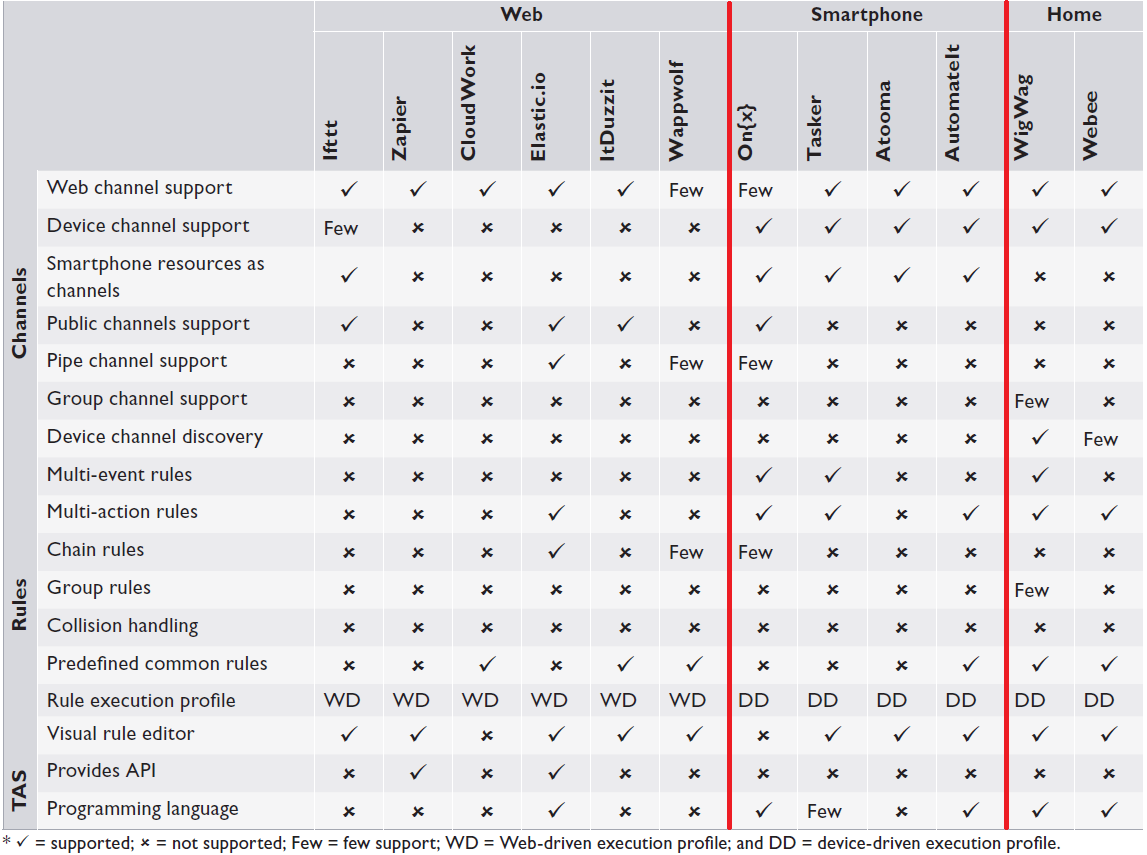 Web Smartphone Home
Ifttt Zapier CloudWork Elastic.io ItDuzzit Wappwolf On{x} Tasker Atooma AutomateIt WigWag Webee
Channels
Web channel support ✓ ✓ ✓ ✓ ✓ Few Few ✓ ✓ ✓ ✓ ✓
Device channel support Few × × × × × ✓ ✓ ✓ ✓ ✓ ✓
Smartphone resources as
channels ✓ × × × × × ✓ ✓ ✓ ✓ × ×
Public channels support ✓ × × ✓ ✓ × ✓ × × × × ×
Pipe channel support × × × ✓ × Few Few × × × × ×
Group channel support × × × × × × × × × × Few ×
Device channel discovery × × × × × × × × × × ✓ Few
Rules
Multi-event rules × × × × × × ✓ ✓ × × ✓ ×
Multi-action rules × × × ✓ × × ✓ ✓ × ✓ ✓ ✓
Chain rules × × × ✓ × Few Few × × × × ×
Group rules × × × × × × × × × × Few ×
Collision handling × × × × × × × × × × × ×
Predefined common rules × × ✓ × ✓ ✓ × × × ✓ ✓ ✓
Rule execution profile WD WD WD WD WD WD DD DD DD DD DD DD
TAS
Visual rule editor ✓ ✓ × ✓ ✓ ✓ × ✓ ✓ ✓ ✓ ✓
Provides API × ✓ × ✓ × × × × × × × ×
Programming language × × × ✓ × × ✓ Few × ✓ ✓ ✓
* ✓ = supported; × = not supported; Few = few support; WD = Web-driven execution profile; and DD = device-driven execution profile.